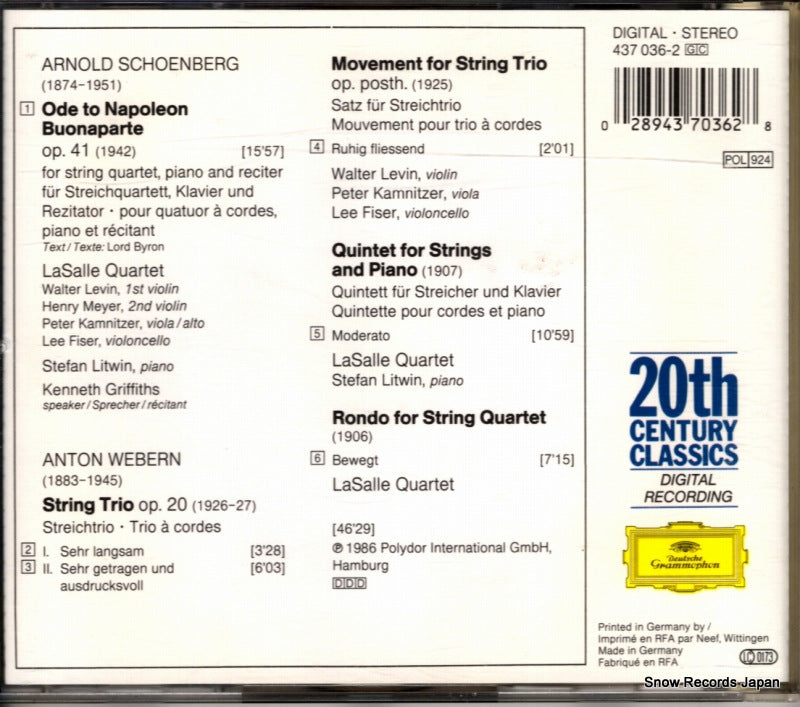 ARNOLD SCHOENBERG
(1874–1951)
1 Ode to Napoleon
Buonaparte
op. 41 (1942) [15'57]
for string quartet, piano and reciter
für Streichquartett, Klavier und
Rezitator · pour quatuor à cordes,
piano et récitant
Text/Texte: Lord Byron
LaSalle Quartet
Walter Levin, 1st violin
Henry Meyer, 2nd violin
Peter Kamnitzer, viola/alto
Lee Fiser, violoncello
Stefan Litwin, piano
Kenneth Griffiths
speaker/Sprecher/récitant
ANTON WEBERN
(1883–1945)
String Trio op. 20 (1926–27)
Streichtrio · Trio à cordes
2 I. Sehr langsam [3'28]
3 II. Sehr getragen und [6'03]
ausdrucksvoll
Movement for String Trio
op. posth. (1925)
Satz für Streichtrio
Mouvement pour trio à cordes
4 Ruhig fliessend [2'01]
Walter Levin, violin
Peter Kamnitzer, viola
Lee Fiser, violoncello
Quintet for Strings
and Piano (1907)
Quintett für Streicher und Klavier
Quintette pour cordes et piano
5 Moderato [10'59]
LaSalle Quartet
Stefan Litwin, piano
Rondo for String Quartet
(1906)
6 Bewegt [7'15]
LaSalle Quartet
[46'29]
℗ 1986 Polydor International GmbH,
Hamburg
DDD
DIGITAL · STEREO
437 036-2 GC
0 28943 70362 8
POL 924
20th
CENTURY
CLASSICS
DIGITAL
RECORDING
Deutsche
Grammophon
Printed in Germany by /
Imprimé en RFA par Neef, Wittingen
Made in Germany
Fabriqué en RFA
LC 0173
Snow Records Japan